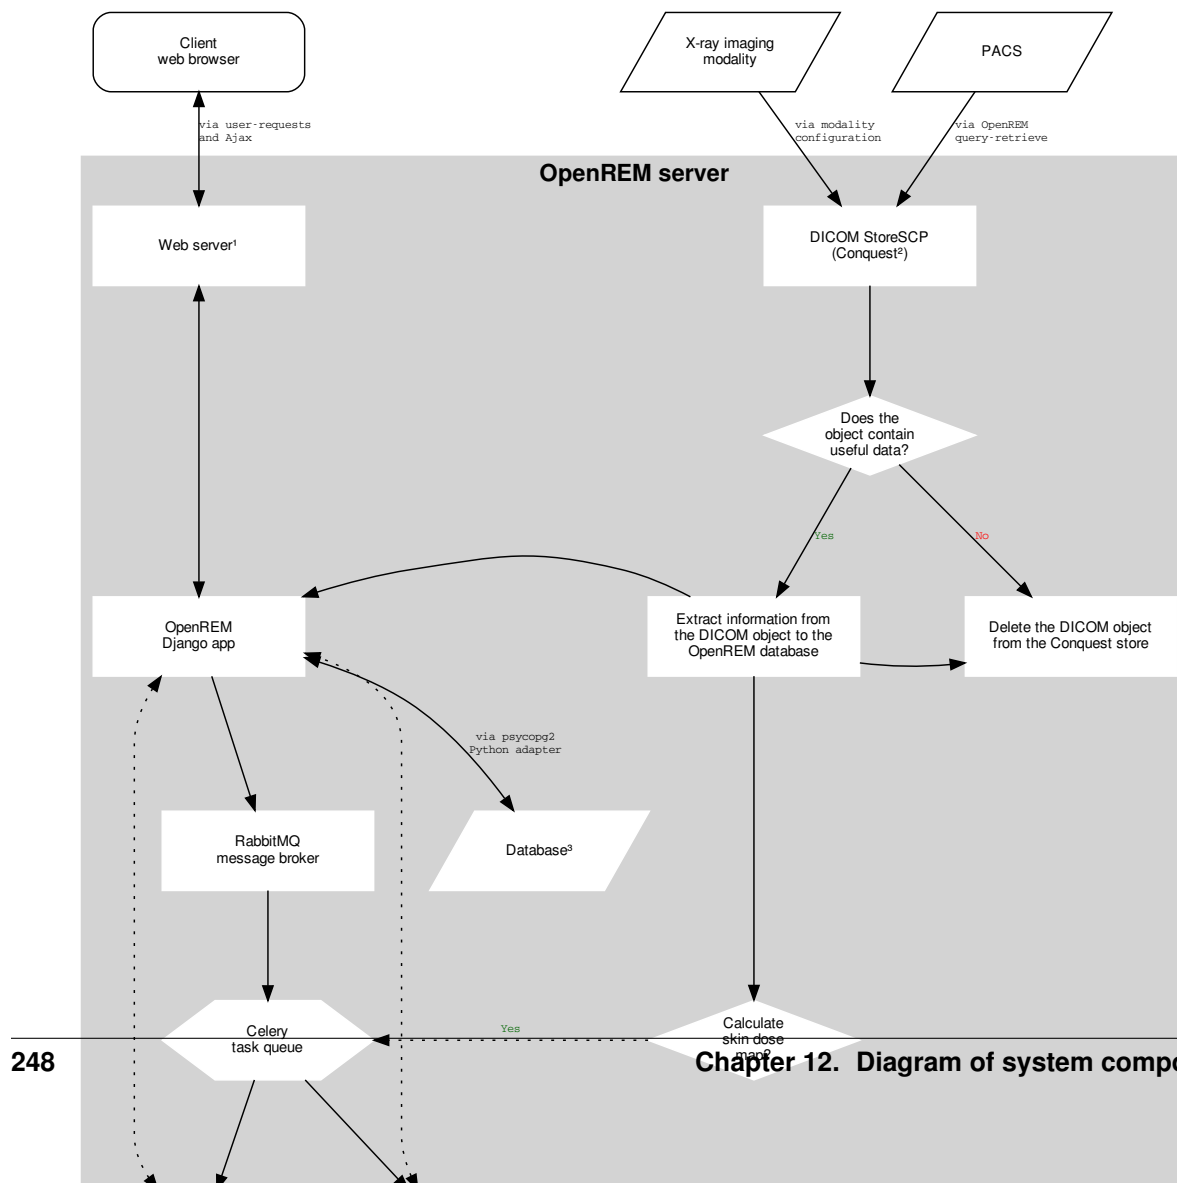 Client
web browser
X-ray imaging
modality
PACS
via user-requests
and Ajax
via modality
configuration
via OpenREM
query-retrieve
OpenREM server
Web server¹
DICOM StoreSCP
(Conquest²)
Does the
object contain
useful data?
Yes
No
OpenREM
Django app
Extract information from
the DICOM object to the
OpenREM database
Delete the DICOM object
from the Conquest store
via psycopg2
Python adapter
RabbitMQ
message broker
Database³
Celery
task queue
Yes
Calculate
skin dose
map?
248
Chapter 12. Diagram of system compo